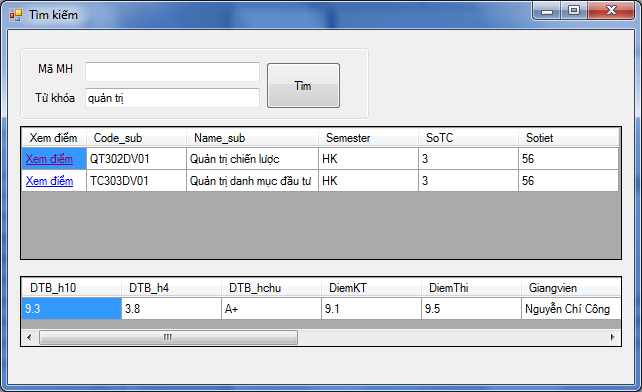 Tìm kiếm
Mã MH
Tìm
Từ khóa quản trị
Xem điểm Code_sub Name_sub Semester SoTC Sotiet
Xem điểm QT302DV01 Quản trị chiến lược HK 3 56
Xem điểm TC303DV01 Quản trị danh mục đầu tư HK 3 56
DTB_h10 DTB_h4 DTB_hchu DiemKT DiemThi Giangvien
9.3 3.8 A+ 9.1 9.5 Nguyễn Chí Công